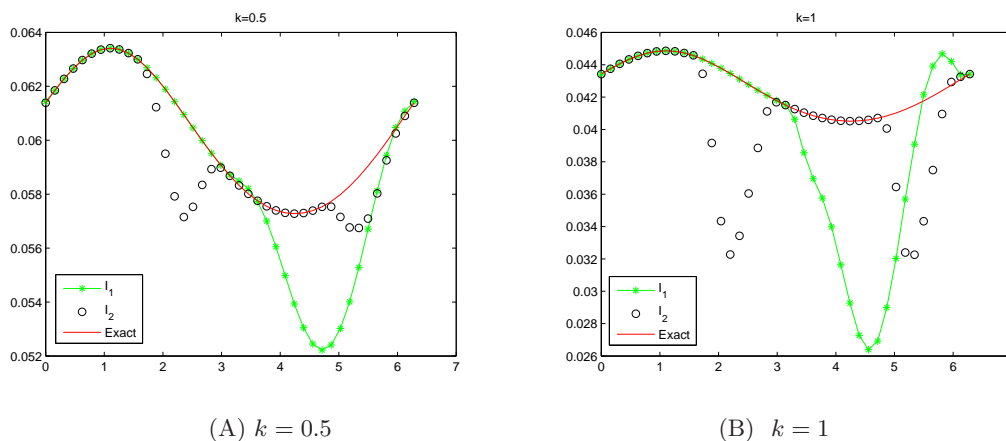 k=0.5
0.064
0.062
0.06
0.058
0.056
0.054
0.052
0 1 2 3 4 5 6 7
I1
I2
Exact
(A) k = 0.5
k=1
0.046
0.044
0.042
0.04
0.038
0.036
0.034
0.032
0.03
0.028
0.026
0 1 2 3 4 5 6
I1
I2
Exact
(B) k = 1